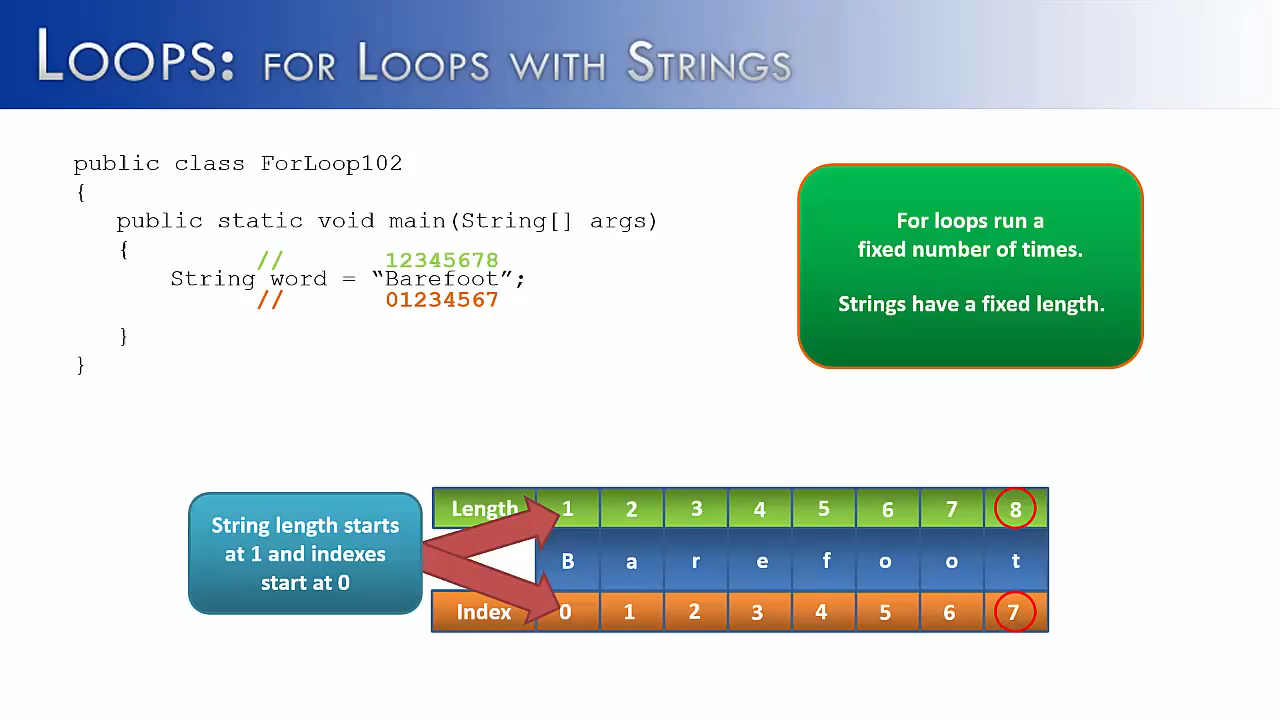 LOOPS: FOR LOOPS WITH STRINGS
public class ForLoop102
{
public static void main(String[] args)
{
// 12345678
String word = “Barefoot”;
// 01234567
}
}
For loops run a
fixed number of times.
Strings have a fixed length.
String length starts
at 1 and indexes
start at 0
Length 1 2 3 4 5 6 7 8
B a r e f o o t
Index 0 1 2 3 4 5 6 7